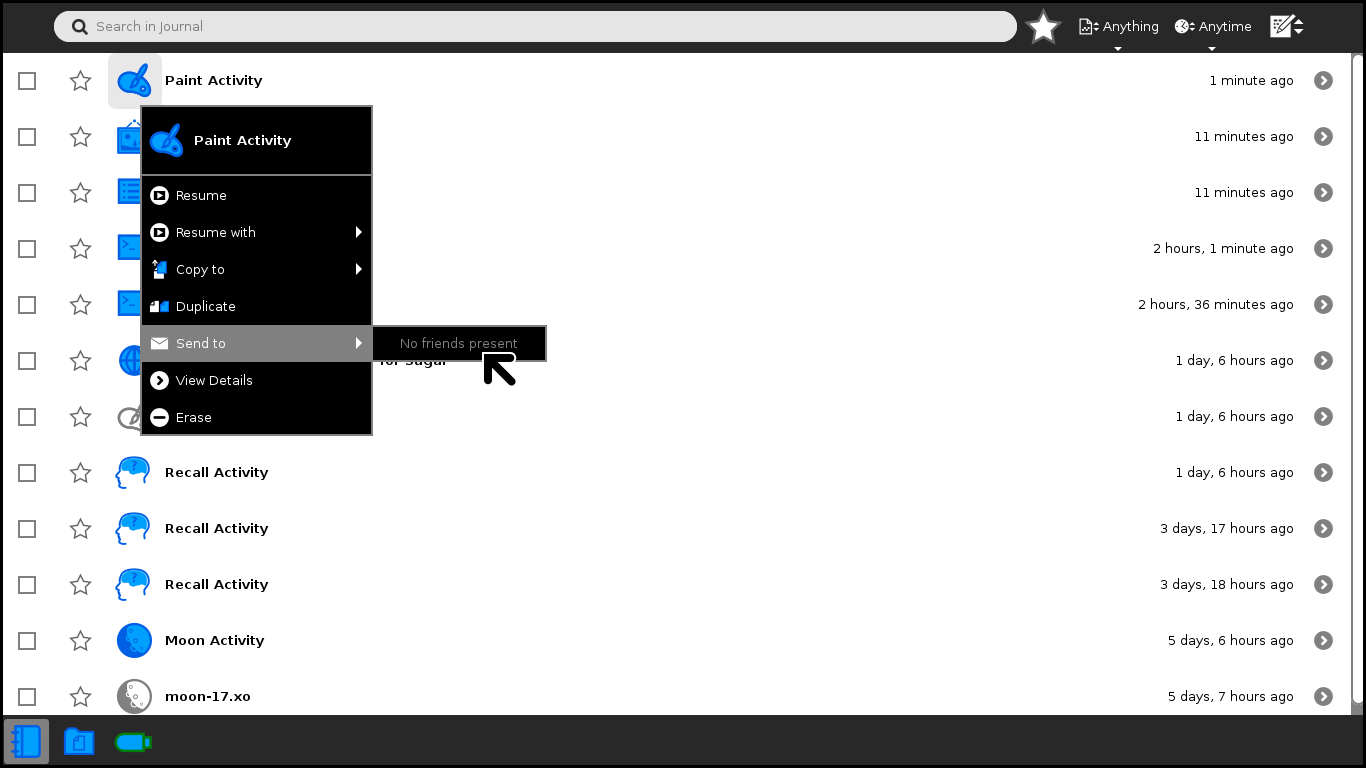 Search in Journal
Anything
Anytime
Paint Activity
1 minute ago
Paint Activity
11 minutes ago
Resume
11 minutes ago
Resume with
2 hours, 1 minute ago
Copy to
Duplicate
2 hours, 36 minutes ago
Send to
No friends present
for Sugar
1 day, 6 hours ago
View Details
Erase
1 day, 6 hours ago
Recall Activity
1 day, 6 hours ago
Recall Activity
3 days, 17 hours ago
Recall Activity
3 days, 18 hours ago
Moon Activity
5 days, 6 hours ago
moon-17.xo
5 days, 7 hours ago